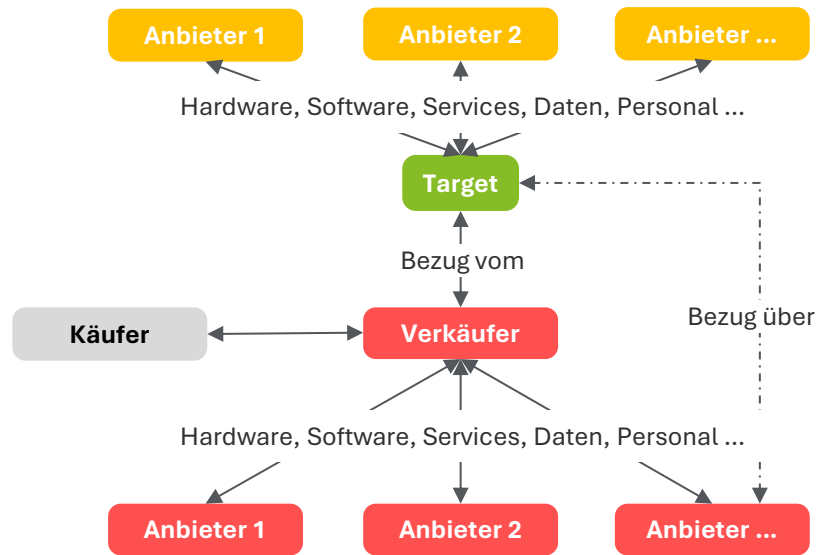 Anbieter 1
Anbieter 2
Anbieter ...
Hardware, Software, Services, Daten, Personal ...
Target
Bezug vom
Bezug über
Käufer
Verkäufer
Hardware, Software, Services, Daten, Personal ...
Anbieter 1
Anbieter 2
Anbieter ...